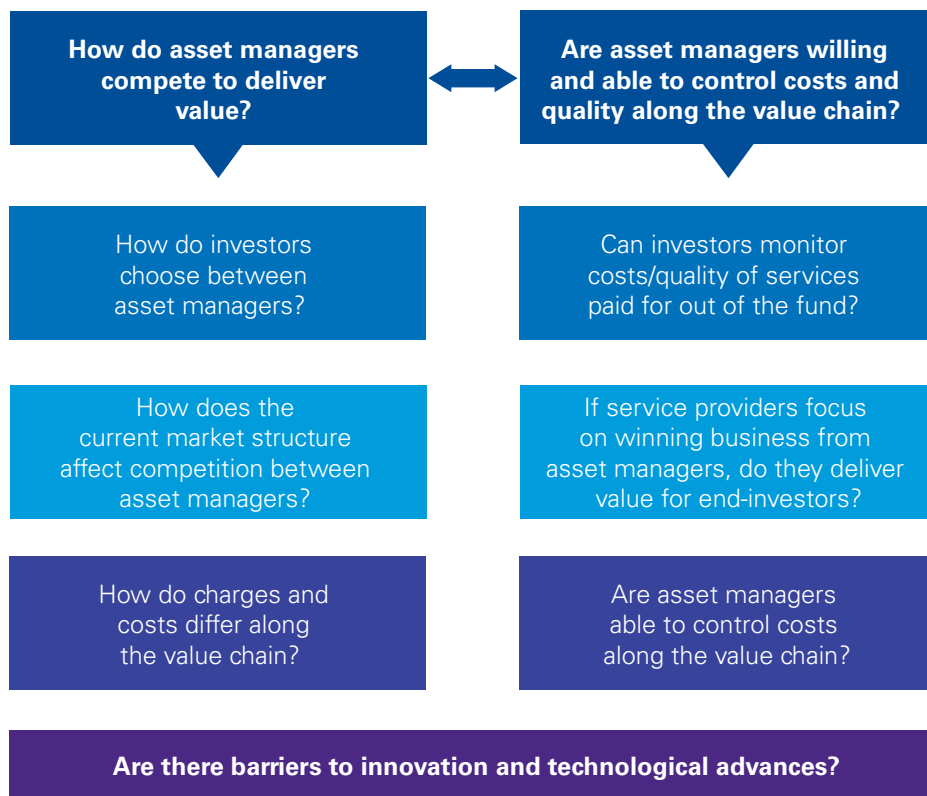 How do asset managers
compete to deliver
value?
Are asset managers willing
and able to control costs and
quality along the value chain?
How do investors
choose between
asset managers?
Can investors monitor
costs/quality of services
paid for out of the fund?
How does the
current market structure
affect competition between
asset managers?
If service providers focus
on winning business from
asset managers, do they deliver
value for end-investors?
How do charges and
costs differ along
the value chain?
Are asset managers
able to control costs
along the value chain?
Are there barriers to innovation and technological advances?